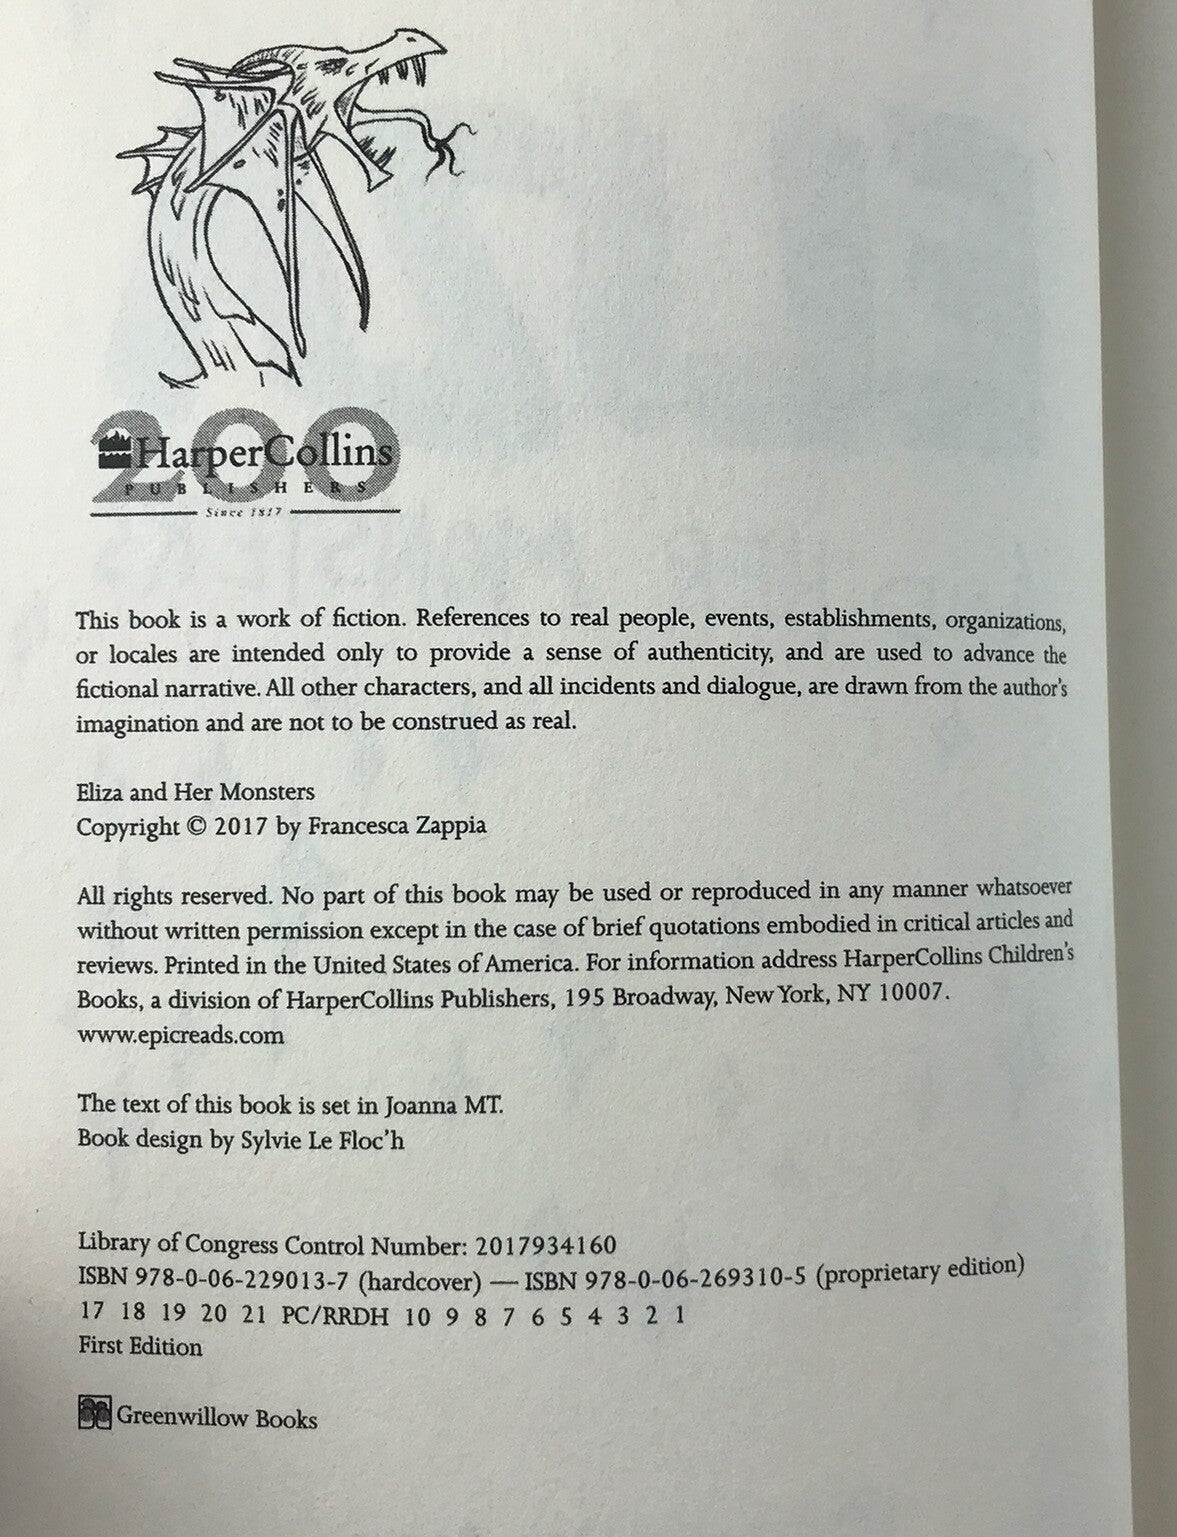 200
HarperCollins
PUBLISHERS
Since 1817
This book is a work of fiction. References to real people, events, establishments, organizations,
or locales are intended only to provide a sense of authenticity, and are used to advance the
fictional narrative. All other characters, and all incidents and dialogue, are drawn from the author's
imagination and are not to be construed as real.
Eliza and Her Monsters
Copyright © 2017 by Francesca Zappia
All rights reserved. No part of this book may be used or reproduced in any manner whatsoever
without written permission except in the case of brief quotations embodied in critical articles and
reviews. Printed in the United States of America. For information address HarperCollins Children's
Books, a division of HarperCollins Publishers, 195 Broadway, New York, NY 10007.
www.epicreads.com
The text of this book is set in Joanna MT.
Book design by Sylvie Le Floc'h
Library of Congress Control Number: 2017934160
ISBN 978-0-06-229013-7 (hardcover) — ISBN 978-0-06-269310-5 (proprietary edition)
17 18 19 20 21 PC/RRDH 10 9 8 7 6 5 4 3 2 1
First Edition
Greenwillow Books